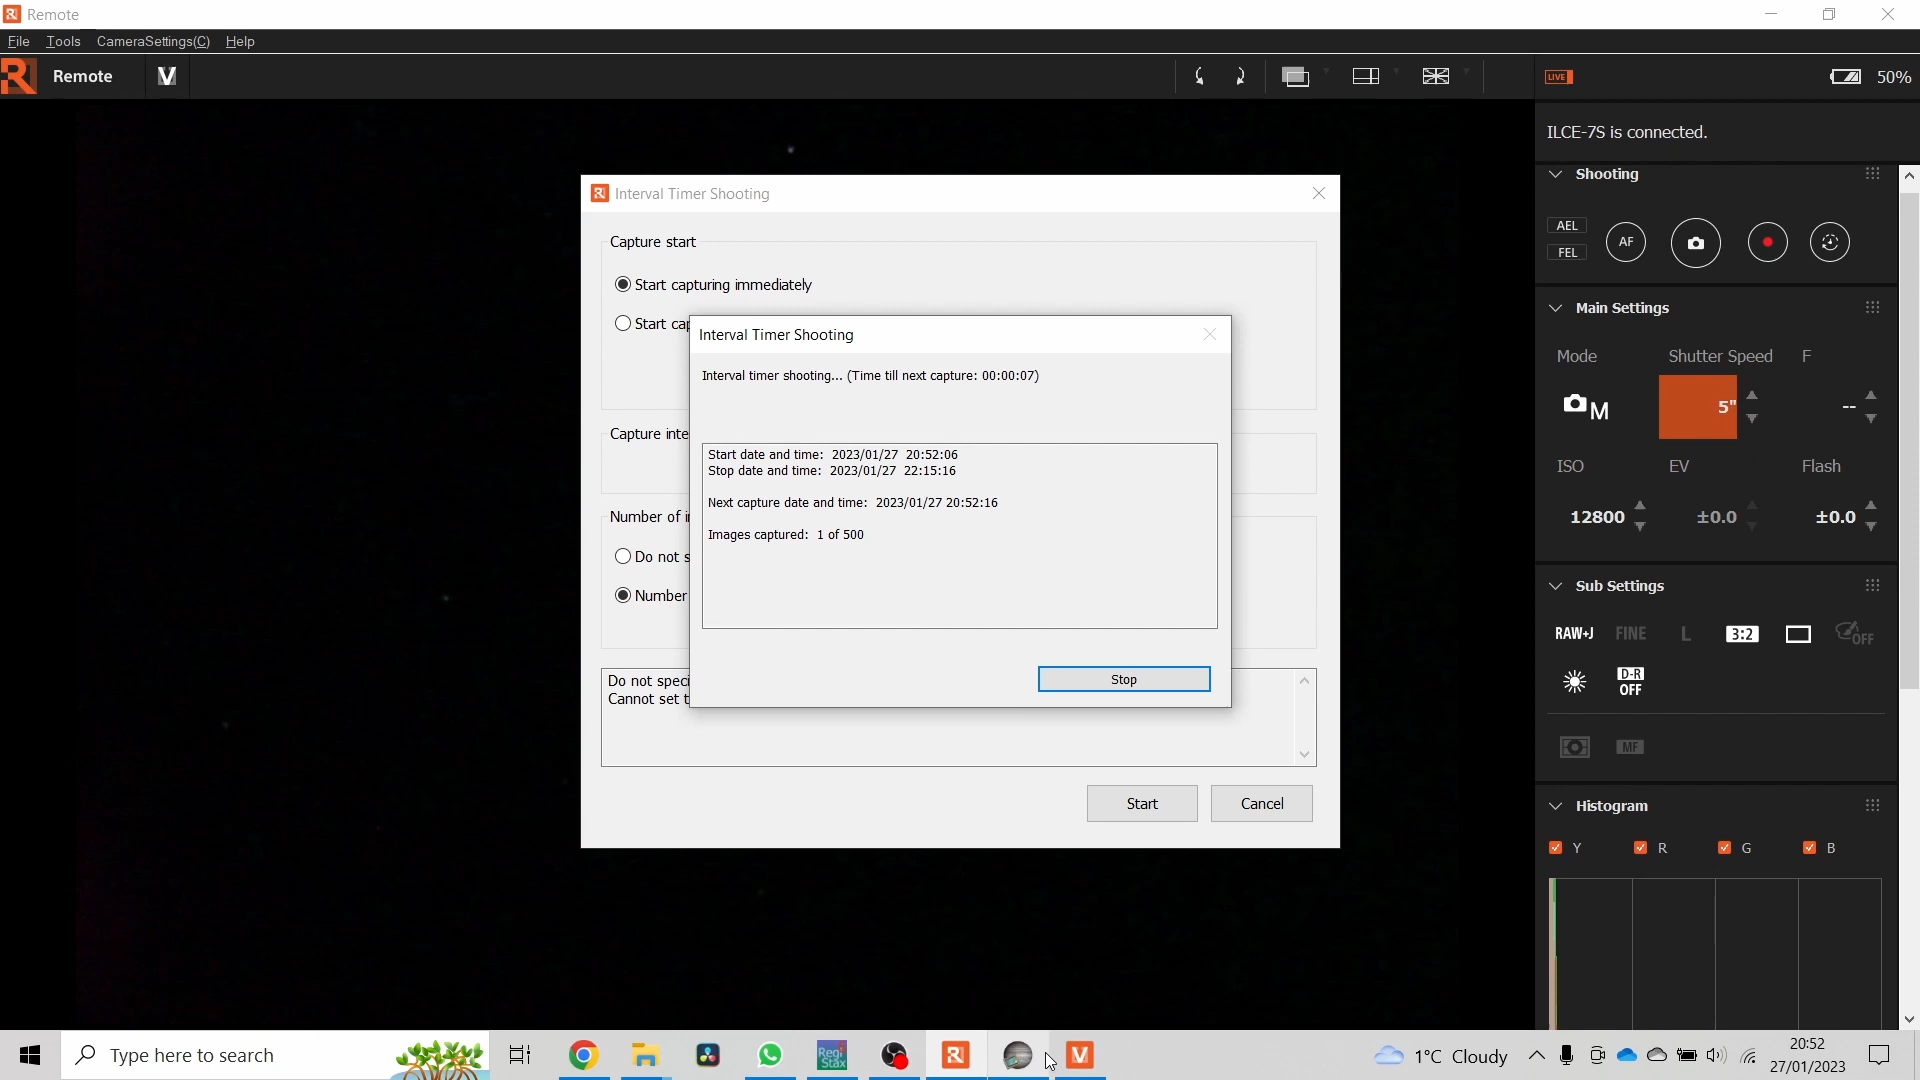 Remote
File Tools CameraSettings(C) Help
Remote V
LIVE 50%
ILCE-7S is connected.
Interval Timer Shooting
Capture start
Start capturing immediately
Start cap
Interval Timer Shooting
Interval timer shooting... (Time till next capture: 00:00:07)
Capture inte
Start date and time: 2023/01/27 20:52:06
Stop date and time: 2023/01/27 22:15:16
Next capture date and time: 2023/01/27 20:52:16
Images captured: 1 of 500
Number of i
Do not s
Number
Stop
Do not speci
Cannot set t
Start Cancel
Shooting
AEL
FEL
AF
Main Settings
Mode Shutter Speed F
M 5" --
ISO EV Flash
12800 ±0.0 ±0.0
Sub Settings
RAW+J FINE L 3:2 OFF
D-R
OFF
MF
Histogram
Y R G B
Type here to search
Regi
Stax
R
V
1°C Cloudy
20:52
27/01/2023